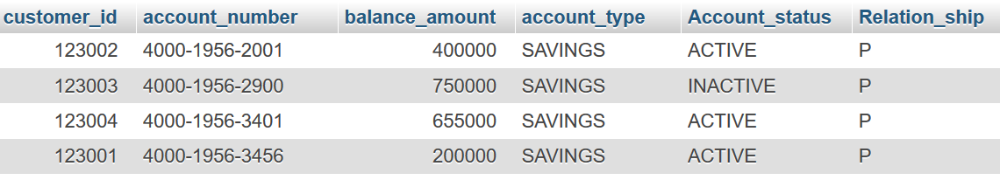 customer_id account_number balance_amount account_type Account_status Relation_ship
123002 4000-1956-2001 400000 SAVINGS ACTIVE P
123003 4000-1956-2900 750000 SAVINGS INACTIVE P
123004 4000-1956-3401 655000 SAVINGS ACTIVE P
123001 4000-1956-3456 200000 SAVINGS ACTIVE P